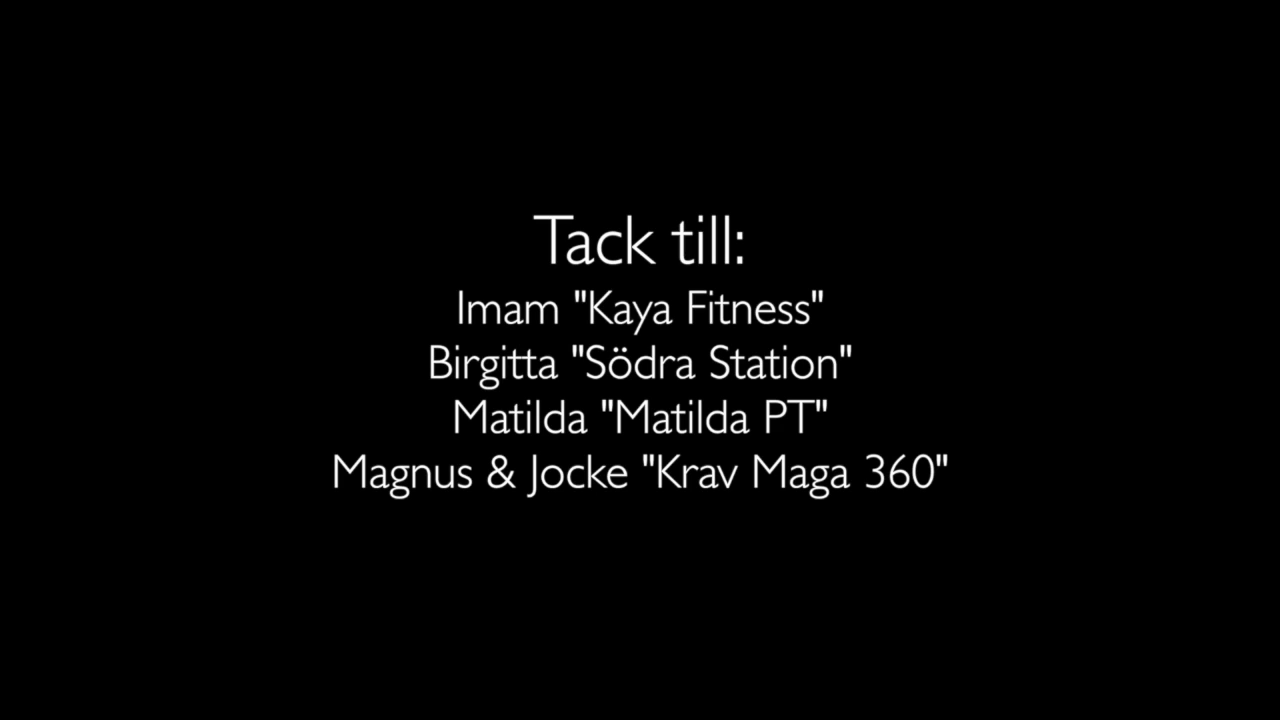 Tack till:
Imam "Kaya Fitness"
Birgitta "Södra Station"
Matilda "Matilda PT"
Magnus & Jocke "Krav Maga 360"